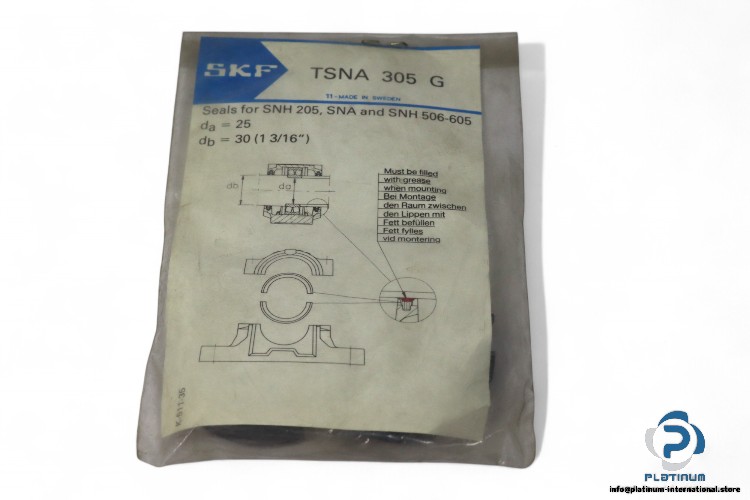 SKF
TSNA 305 G
11-MADE IN SWEDEN
Seals for SNH 205, SNA and SNH 506-605
da = 25
db = 30 (1 3/16")
db
da
Must be filled
with grease
when mounting
Bei Montage
den Raum zwischen
den Lippen mit
Fett befüllen
Fett fylles
vid montering
PLATINUM
info@platinum-international.store